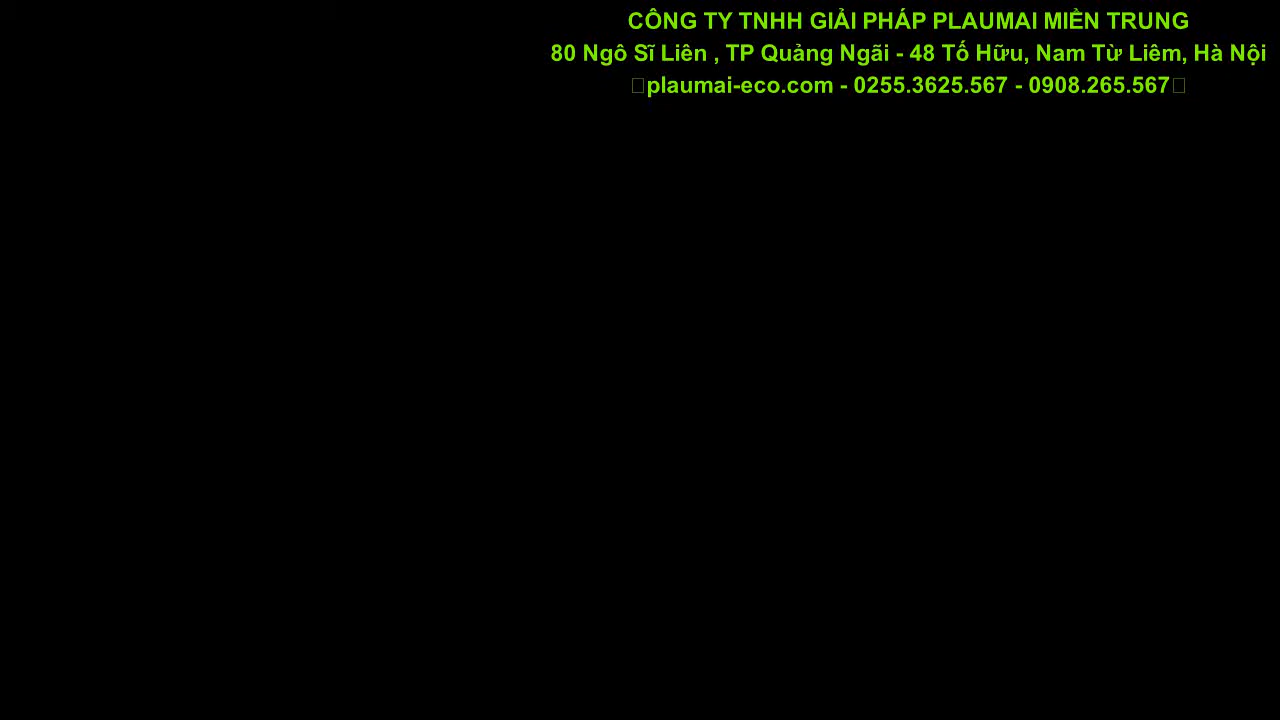 CÔNG TY TNHH GIẢI PHÁP PLAUMAI MIỀN TRUNG
80 Ngô Sĩ Liên , TP Quảng Ngãi - 48 Tố Hữu, Nam Từ Liêm, Hà Nội
plaumai-eco.com - 0255.3625.567 - 0908.265.567